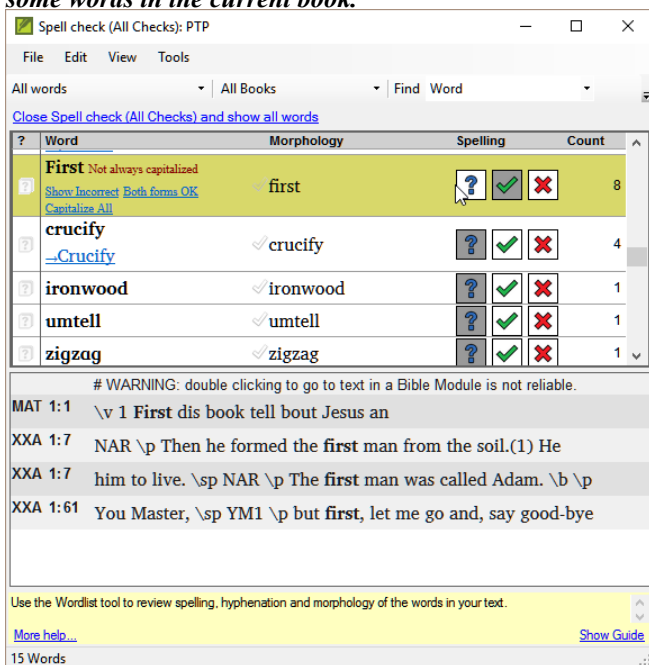 some words in the current book.
Spell check (All Checks): PTP
File Edit View Tools
All words All Books Find Word
Close Spell check (All Checks) and show all words
? Word Morphology Spelling Count
First Not always capitalized first 8
Show Incorrect Both forms OK
Capitalize All
crucify crucify 4
→Crucify
ironwood ironwood 1
umtell umtell 1
zigzag zigzag 1
# WARNING: double clicking to go to text in a Bible Module is not reliable.
MAT 1:1 \v 1 First dis book tell bout Jesus an
XXA 1:7 NAR \p Then he formed the first man from the soil.(1) He
XXA 1:7 him to live. \sp NAR \p The first man was called Adam. \b \p
XXA 1:61 You Master, \sp YM1 \p but first, let me go and, say good-bye
Use the Wordlist tool to review spelling, hyphenation and morphology of the words in your text.
More help... Show Guide
15 Words